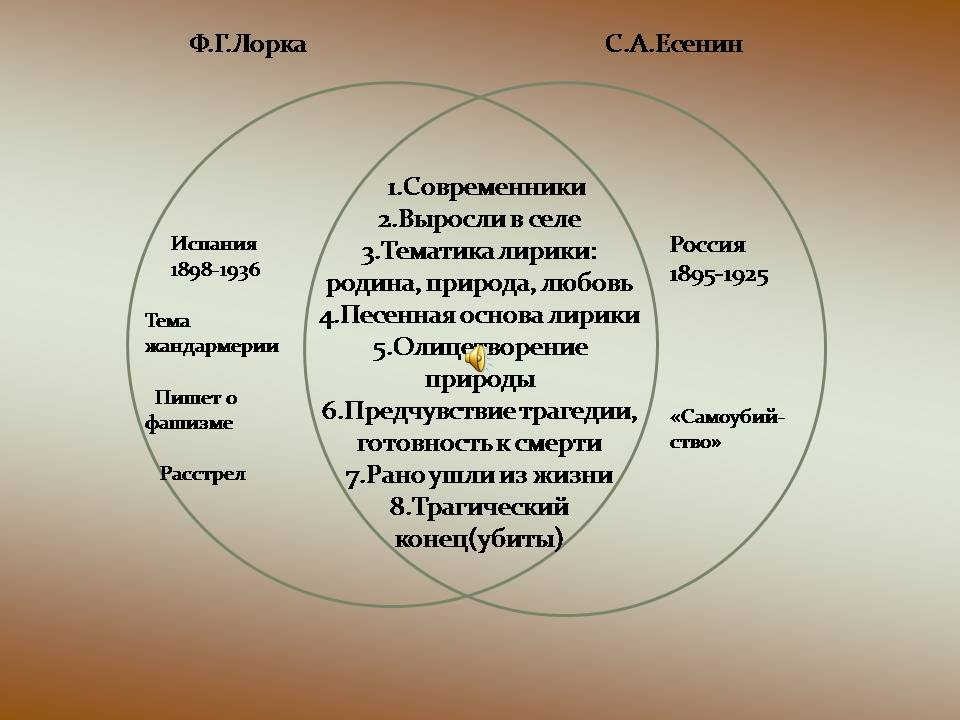 Ф.Г.Лорка
С.А.Есенин
Испания
1898-1936
Тема
жандармерии
Пишет о
фашизме
Расстрел
1.Современники
2.Выросли в селе
3.Тематика лирики:
родина, природа, любовь
4.Песенная основа лирики
5.Олицетворение
природы
6.Предчувствие трагедии,
готовность к смерти
7.Рано ушли из жизни
8.Трагический
конец(убиты)
Россия
1895-1925
«Самоубий-
ство»